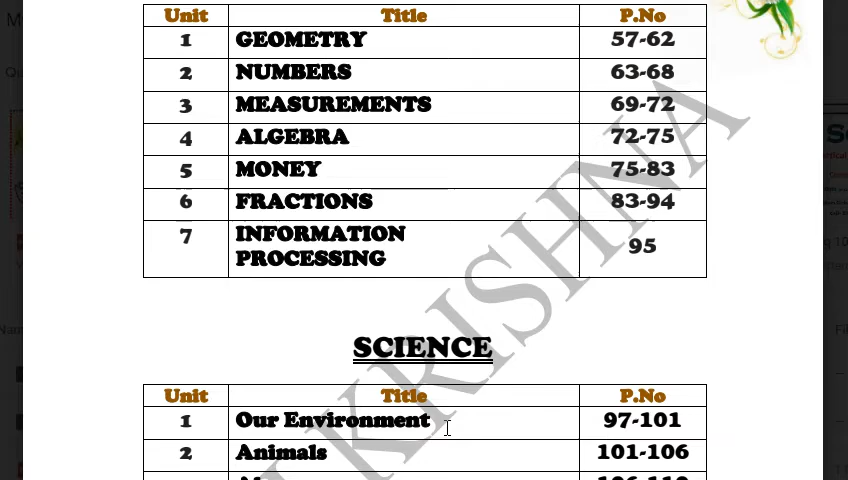 Unit Title P.No
1 GEOMETRY 57-62
2 NUMBERS 63-68
3 MEASUREMENTS 69-72
4 ALGEBRA 72-75
5 MONEY 75-83
6 FRACTIONS 83-94
7 INFORMATION
PROCESSING 95
KRISHNA
SCIENCE
Unit Title P.No
1 Our Environment 97-101
2 Animals 101-106